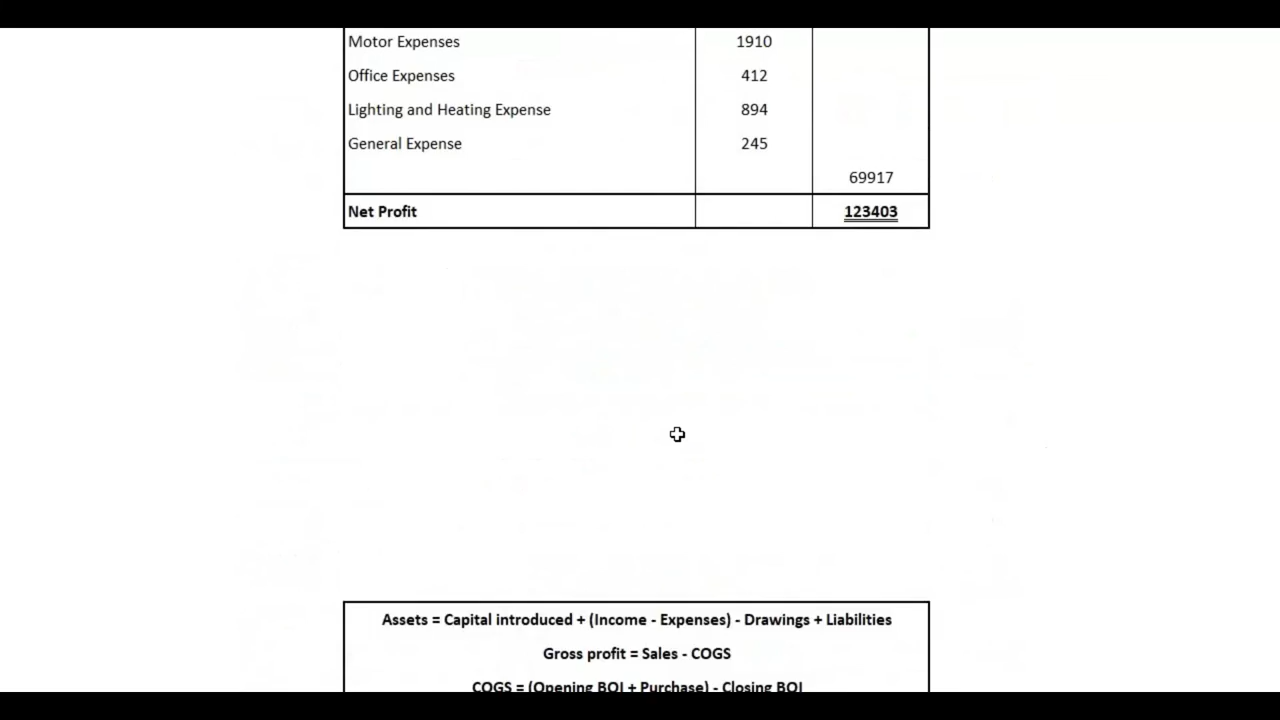 Motor Expenses 1910
Office Expenses 412
Lighting and Heating Expense 894
General Expense 245
69917
Net Profit 123403
Assets = Capital introduced + (Income - Expenses) - Drawings + Liabilities
Gross profit = Sales - COGS
COGS = (Opening BOI + Purchase) - Closing BOI